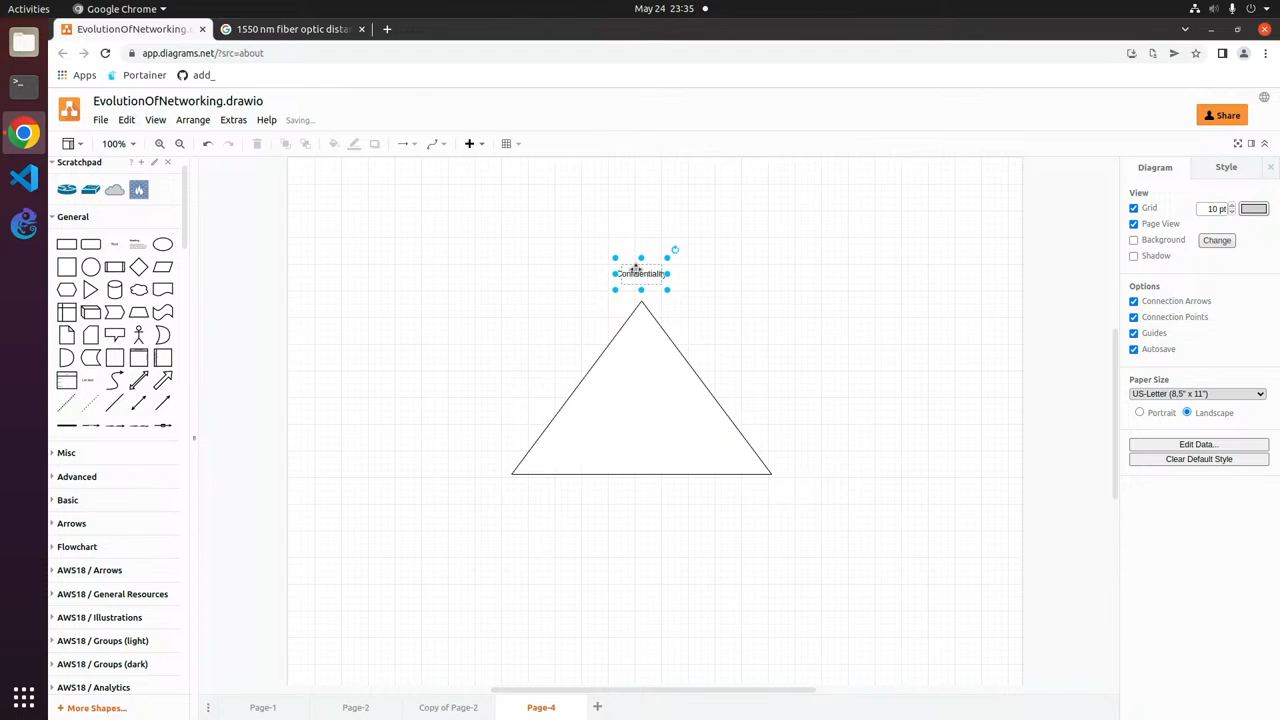 Activities
Google Chrome
May 24 23:35
EvolutionOfNetworking.
1550 nm fiber optic dista
app.diagrams.net/?src=about
Apps
Portainer
add_
EvolutionOfNetworking.drawio
File Edit View Arrange Extras Help Saving...
Share
100%
Scratchpad
Diagram
Style
General
View
Grid
10 pt
Page View
Background
Change
Shadow
Confidentiality
Options
Connection Arrows
Connection Points
Guides
Autosave
Paper Size
US-Letter (8,5" x 11")
Portrait
Landscape
Edit Data...
Clear Default Style
Misc
Advanced
Basic
Arrows
Flowchart
AWS18 / Arrows
AWS18 / General Resources
AWS18 / Illustrations
AWS18 / Groups (light)
AWS18 / Groups (dark)
AWS18 / Analytics
+ More Shapes...
Page-1
Page-2
Copy of Page-2
Page-4